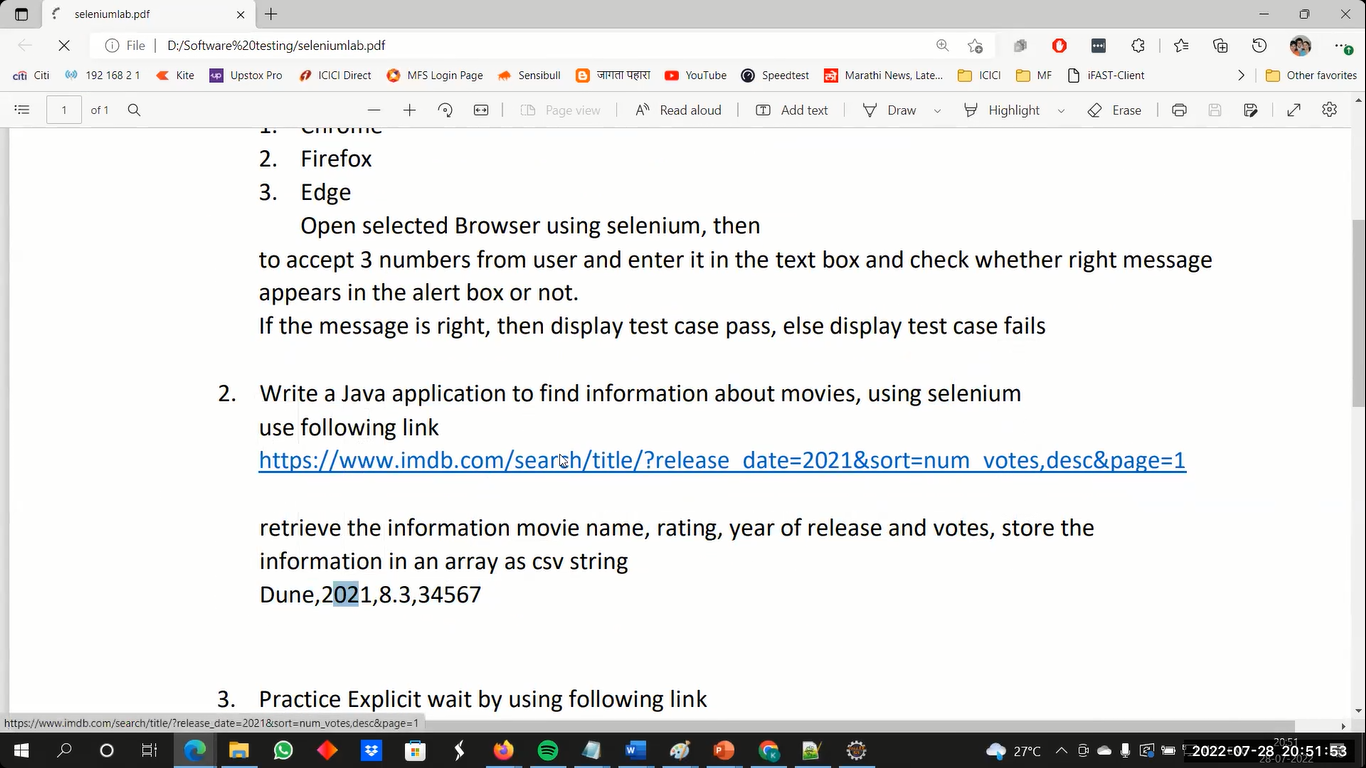 seleniumlab.pdf
File D:/Software%20testing/seleniumlab.pdf
Citi 192 168 2 1 Kite Upstox Pro ICICI Direct MFS Login Page Sensibull जागता पहारा YouTube Speedtest Marathi News, Late... ICICI MF iFAST-Client Other favorites
1 of 1 Page view Read aloud Add text Draw Highlight Erase
1. Chrome
2. Firefox
3. Edge
Open selected Browser using selenium, then
to accept 3 numbers from user and enter it in the text box and check whether right message
appears in the alert box or not.
If the message is right, then display test case pass, else display test case fails
2. Write a Java application to find information about movies, using selenium
use following link
https://www.imdb.com/search/title/?release_date=2021&sort=num_votes,desc&page=1
retrieve the information movie name, rating, year of release and votes, store the
information in an array as csv string
Dune,2021,8.3,34567
3. Practice Explicit wait by using following link
https://www.imdb.com/search/title/?release_date=2021&sort=num_votes,desc&page=1
27°C
20:51
2022-07-28 20:51:53
28-07-2022